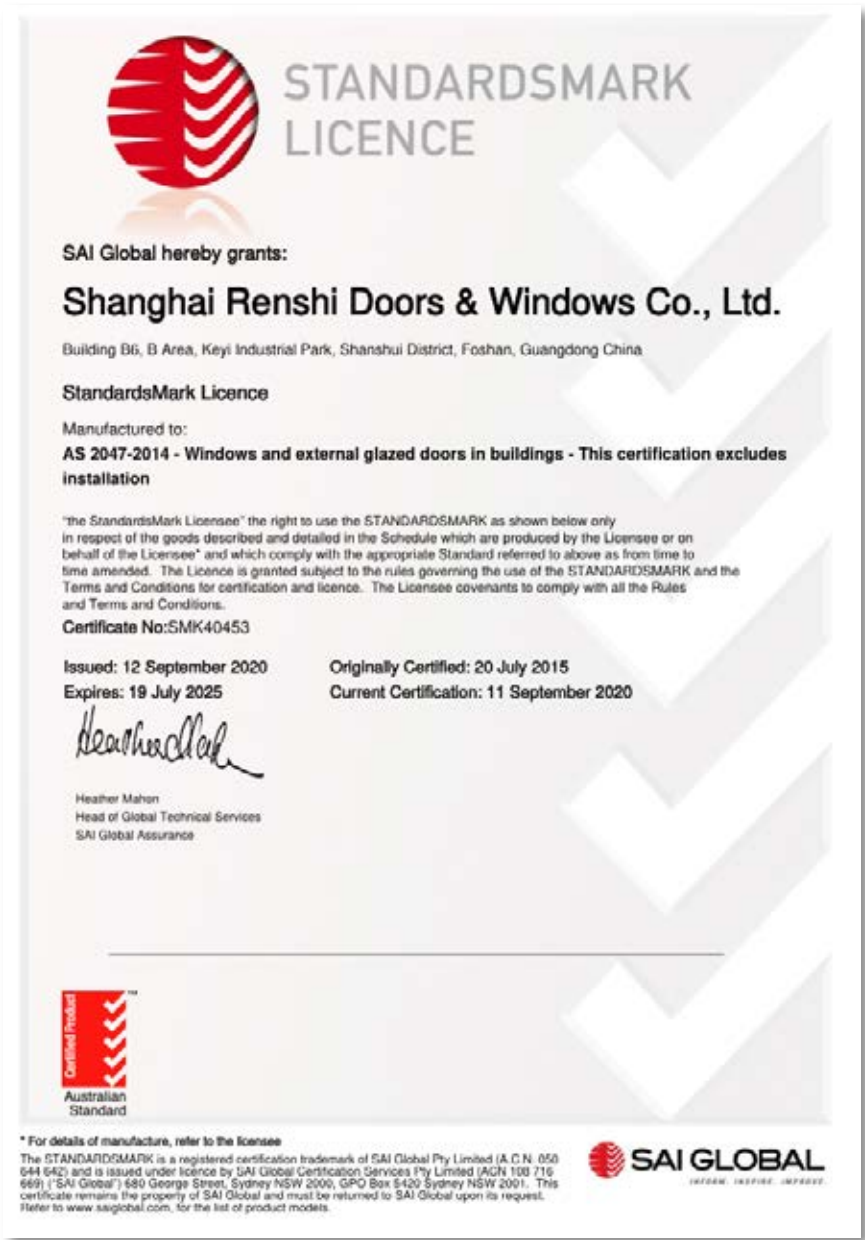 STANDARDSMARK
LICENCE
SAI Global hereby grants:
Shanghai Renshi Doors & Windows Co., Ltd.
Building B6, B Area, Keyi Industrial Park, Shanshui District, Foshan, Guangdong China
StandardsMark Licence
Manufactured to:
AS 2047-2014 - Windows and external glazed doors in buildings - This certification excludes
installation
"the StandardsMark Licensee" the right to use the STANDARDSMARK as shown below only
in respect of the goods described and detailed in the Schedule which are produced by the Licensee or on
behalf of the Licensee* and which comply with the appropriate Standard referred to above as from time to
time amended. The Licence is granted subject to the rules governing the use of the STANDARDSMARK and the
Terms and Conditions for certification and licence. The Licensee covenants to comply with all the Rules
and Terms and Conditions.
Certificate No:SMK40453
Issued: 12 September 2020 Originally Certified: 20 July 2015
Expires: 19 July 2025 Current Certification: 11 September 2020
Heather Mahon
Head of Global Technical Services
SAI Global Assurance
Certified Product
TM
Australian
Standard
* For details of manufacture, refer to the licensee
The STANDARDSMARK is a registered certification trademark of SAI Global Pty Limited (A.C.N. 050
644 642) and is issued under licence by SAI Global Certification Services Pty Limited (ACN 108 716
669) ("SAI Global") 680 George Street, Sydney NSW 2000, GPO Box 5420 Sydney NSW 2001. This
certificate remains the property of SAI Global and must be returned to SAI Global upon its request.
Refer to www.saiglobal.com, for the list of product models.
SAI GLOBAL
INFORM. INSPIRE. IMPROVE.